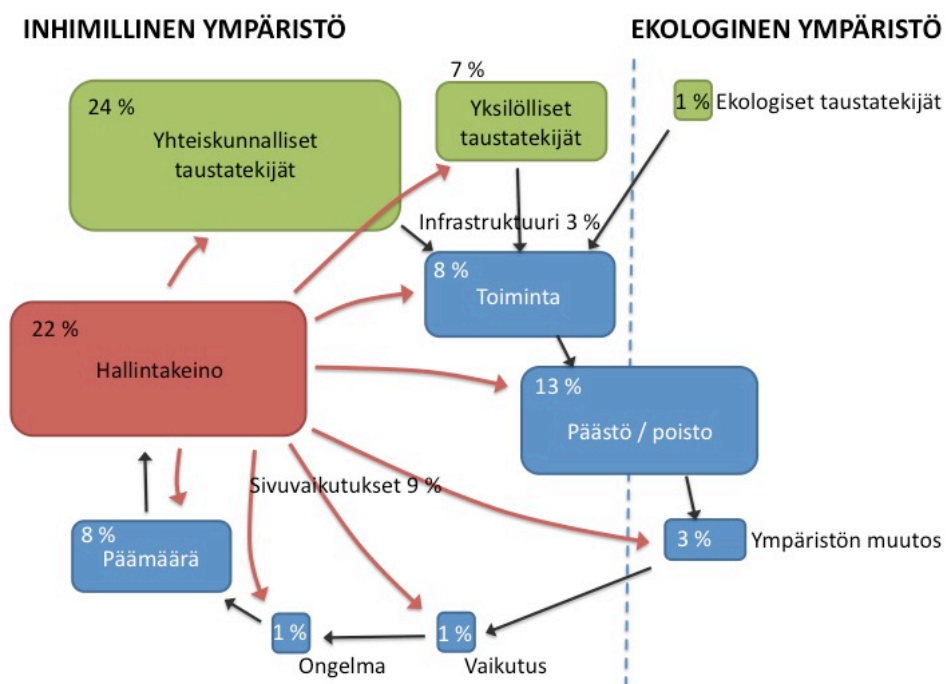 INHIMILLINEN YMPÄRISTÖ
EKOLOGINEN YMPÄRISTÖ
24 %
Yhteiskunnalliset
taustatekijät
7 %
Yksilölliset
taustatekijät
1 %
Ekologiset taustatekijät
Infrastruktuuri 3 %
8 %
Toiminta
22 %
Hallintakeino
13 %
Päästö / poisto
Sivuvaikutukset 9 %
8 %
Päämäärä
3 %
Ympäristön muutos
1 %
Ongelma
1 %
Vaikutus